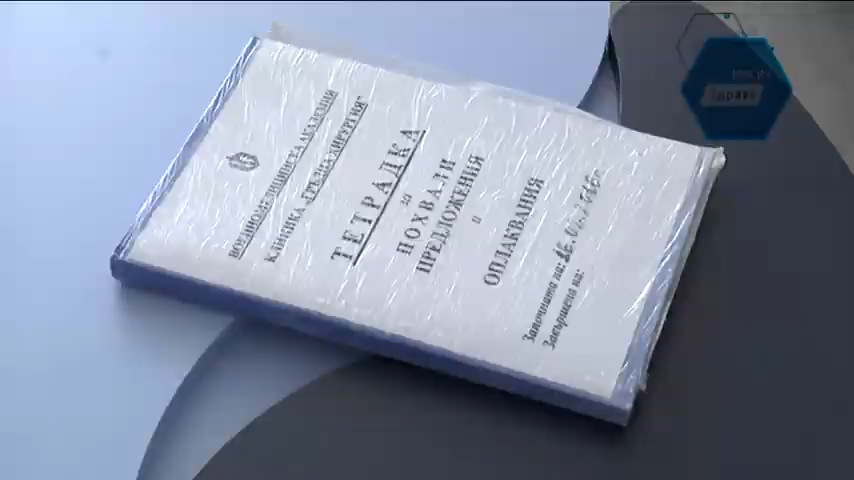 ВОЕННОМЕДИЦИНСКА АКАДЕМИЯ
КЛИНИКА „ГРЪДНА ХИРУРГИЯ"
ТЕТРАДКА
за
ПОХВАЛИ
ПРЕДЛОЖЕНИЯ
и
ОПЛАКВАНИЯ
Започната на:
Завършена на: